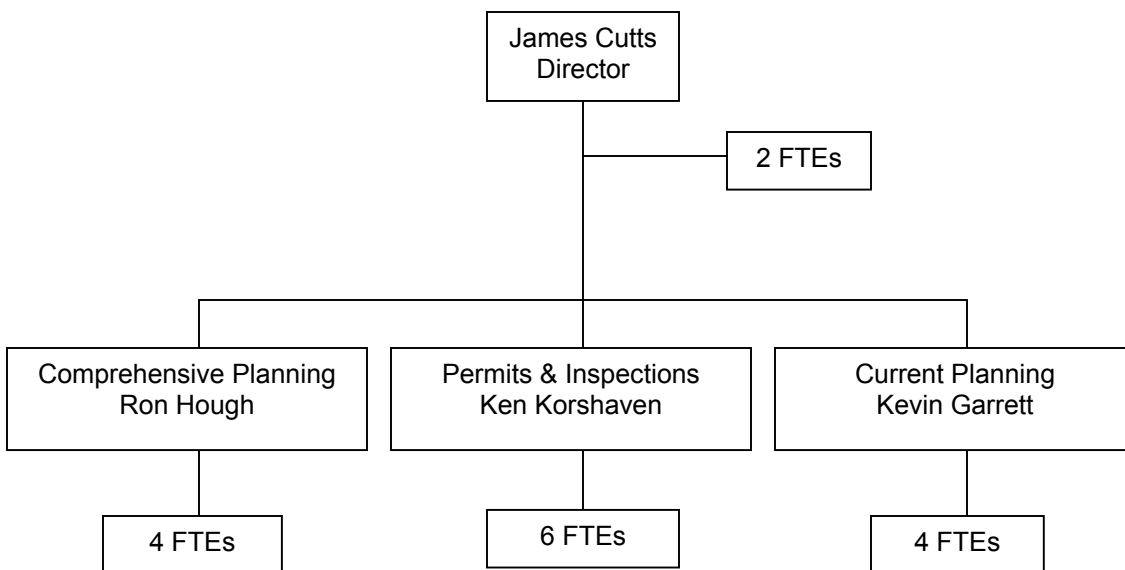 James Cutts
Director
2 FTEs
Comprehensive Planning
Ron Hough
Permits & Inspections
Ken Korshaven
Current Planning
Kevin Garrett
4 FTEs
6 FTEs
4 FTEs